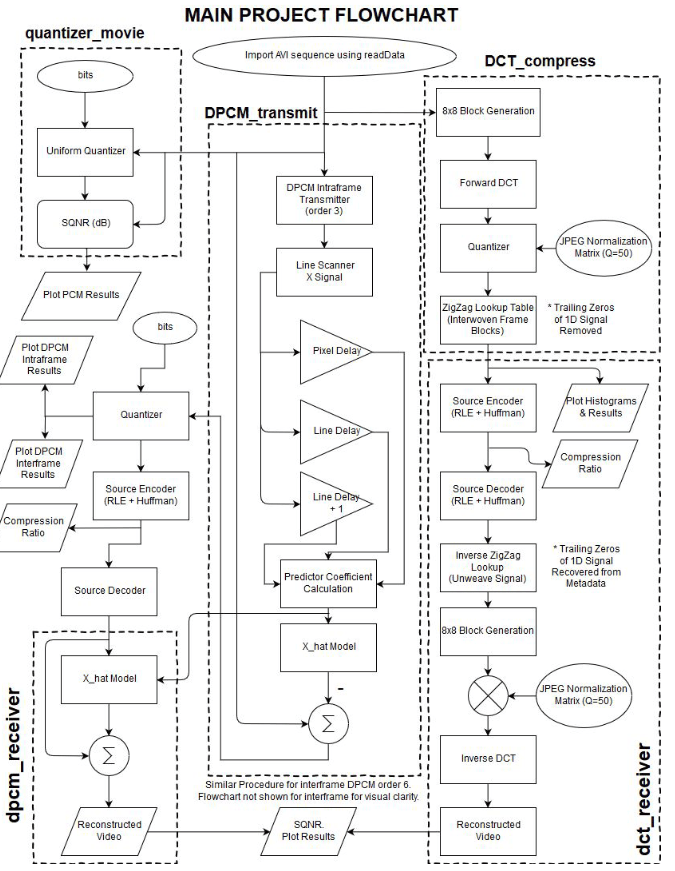 MAIN PROJECT FLOWCHART
quantizer_movie
Import AVI sequence using readData
DCT_compress
bits
DPCM_transmit
8x8 Block Generation
Uniform Quantizer
DPCM Intraframe
Transmitter
(order 3)
Forward DCT
SQNR (dB)
Quantizer
JPEG Normalization
Matrix (Q=50)
Line Scanner
X Signal
Plot PCM Results
ZigZag Lookup Table
(Interwoven Frame
Blocks)
* Trailing Zeros
of 1D Signal
Removed
bits
Plot DPCM
Intraframe
Results
Pixel Delay
Source Encoder
(RLE + Huffman)
Plot Histograms
& Results
Quantizer
Line Delay
Plot DPCM
Interframe
Results
Compression
Ratio
Source Encoder
(RLE + Huffman)
Line Delay
+ 1
Source Decoder
(RLE + Huffman)
Compression
Ratio
Inverse ZigZag
Lookup
(Unweave Signal)
* Trailing Zeros
of 1D Signal
Recovered from
Metadata
Source Decoder
Predictor Coefficient
Calculation
8x8 Block Generation
X_hat Model
X_hat Model
-
JPEG Normalization
Matrix (Q=50)
Σ
Σ
Inverse DCT
dpcm_receiver
dct_receiver
Similar Procedure for interframe DPCM order 6.
Flowchart not shown for interframe for visual clarity.
Reconstructed
Video
SQNR.
Plot Results
Reconstructed
Video